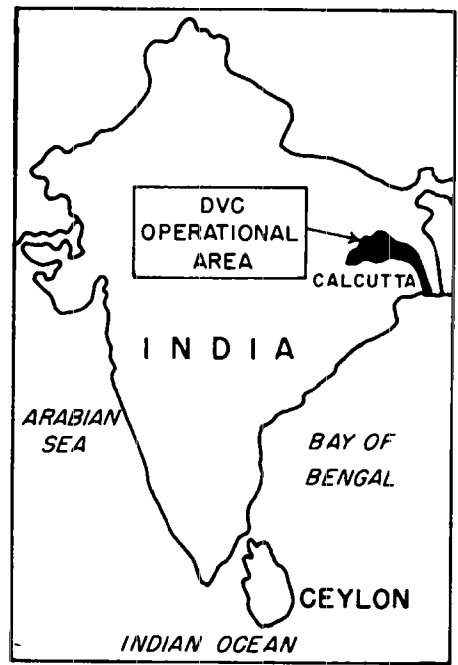 DVC
OPERATIONAL
AREA
CALCUTTA
INDIA
ARABIAN
SEA
BAY OF
BENGAL
CEYLON
INDIAN OCEAN